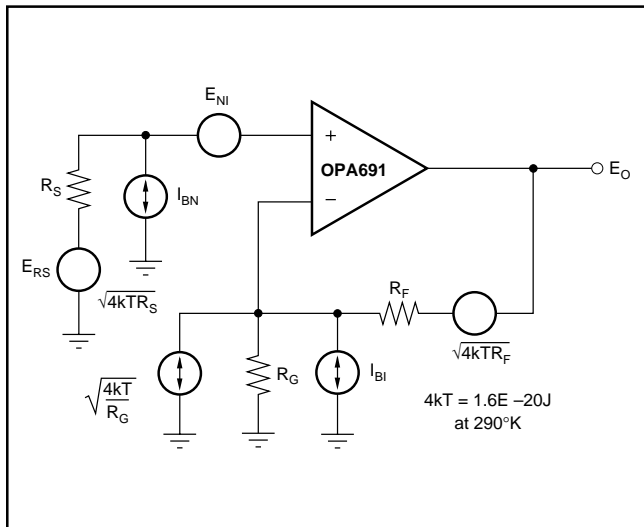 E_NI
+
OPA691
−
E_O
R_S
I_BN
E_RS
√4kTR_S
R_F
√4kTR_F
√4kT/R_G
R_G
I_BI
4kT = 1.6E –20J
at 290°K